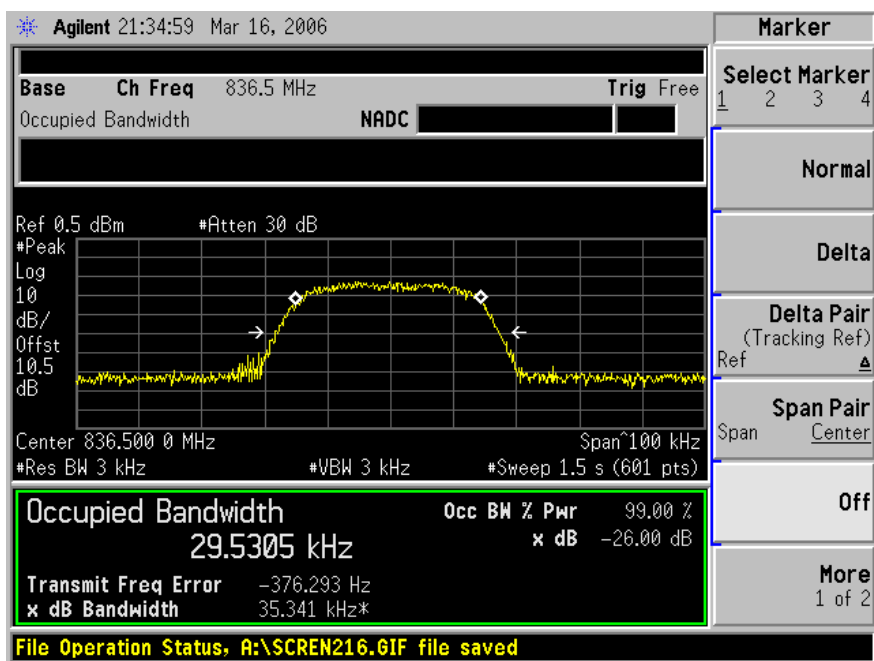 Agilent 21:34:59 Mar 16, 2006
Marker
Base Ch Freq 836.5 MHz Trig Free
Occupied Bandwidth NADC
Select Marker
1 2 3 4
Normal
Delta
Delta Pair
(Tracking Ref)
Ref Δ
Span Pair
Span Center
Off
More
1 of 2
Ref 0.5 dBm #Atten 30 dB
#Peak
Log
10
dB/
Offst
10.5
dB
Center 836.500 0 MHz Span^100 kHz
#Res BW 3 kHz #VBW 3 kHz #Sweep 1.5 s (601 pts)
Occupied Bandwidth Occ BW % Pwr 99.00 %
29.5305 kHz x dB -26.00 dB
Transmit Freq Error -376.293 Hz
x dB Bandwidth 35.341 kHz*
File Operation Status, A:\SCREN216.GIF file saved